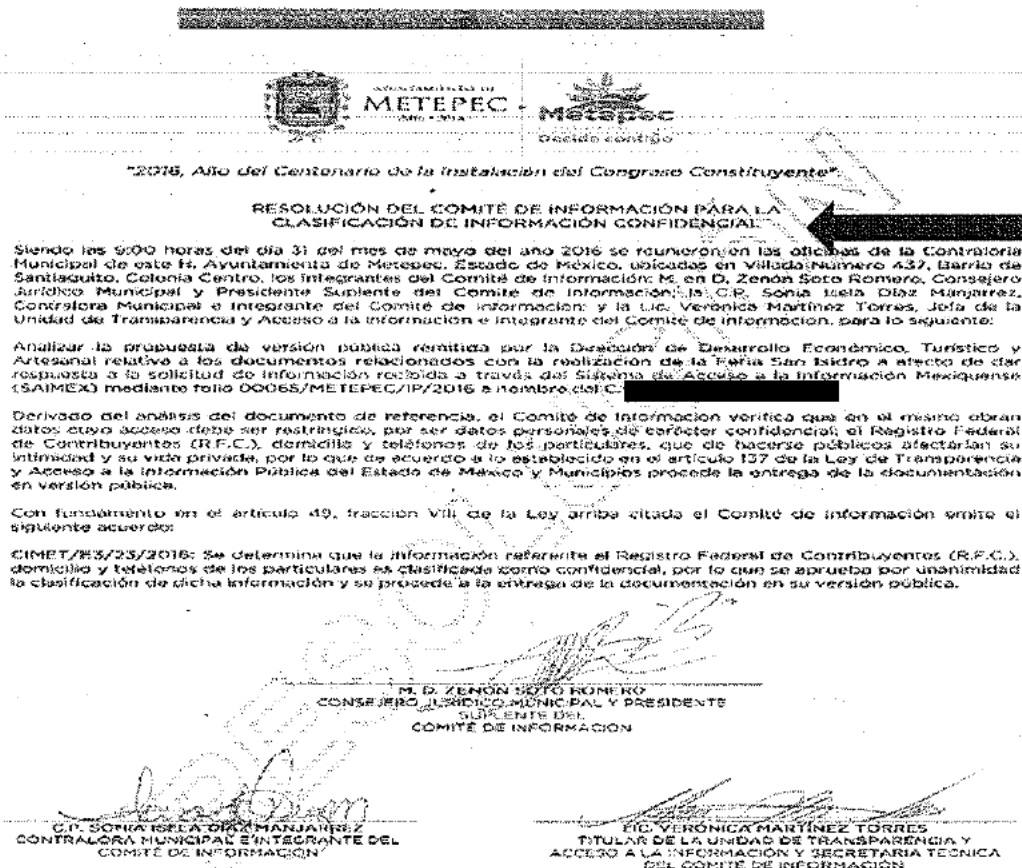 AYUNTAMIENTO DE
METEPEC
Metepec
Decide contigo
"2016, Año del Centenario de la Instalación del Congreso Constituyente"
RESOLUCIÓN DEL COMITÉ DE INFORMACIÓN PARA LA
CLASIFICACIÓN DE INFORMACIÓN CONFIDENCIAL
Siendo las 9:00 horas del día 31 del mes de mayo del año 2016 se reunieron en las oficinas de la Contraloría
Municipal de este H. Ayuntamiento de Metepec, Estado de México, ubicadas en Villada Número 437, Barrio de
Santiaguito, Colonia Centro, los integrantes del Comité de Información: M. en D. Zenón Soto Romero, Consejero
Jurídico Municipal y Presidente Suplente del Comité de Información; la C.P. Sonia Isela Díaz Manjarrez,
Contralora Municipal e Integrante del Comité de Información; y la Lic. Verónica Martínez Torres, Jefa de la
Unidad de Transparencia y Acceso a la Información e integrante del Comité de Información, para lo siguiente:
Analizar la propuesta de versión pública remitida por la Dirección de Desarrollo Económico, Turístico y
Artesanal relativa a los documentos relacionados con la realización de la Feria San Isidro a efecto de dar
respuesta a la solicitud de información recibida a través del Sistema de Acceso a la Información Mexiquense
(SAIMEX) mediante folio 00065/METEPEC/IP/2016 a nombre del C.
Derivado del análisis del documento de referencia, el Comité de Información verifica que en el mismo obran
datos cuyo acceso debe ser restringido, por ser datos personales de carácter confidencial; el Registro Federal
de Contribuyentes (R.F.C.), domicilio y teléfonos de los particulares, que de hacerse públicos afectarían su
intimidad y su vida privada, por lo que de acuerdo a lo establecido en el artículo 137 de la Ley de Transparencia
y Acceso a la Información Pública del Estado de México y Municipios procede la entrega de la documentación
en versión pública.
Con fundamento en el artículo 49, fracción VIII de la Ley arriba citada el Comité de Información emite el
siguiente acuerdo:
CIMET/E3/23/2016: Se determina que la información referente al Registro Federal de Contribuyentes (R.F.C.),
domicilio y teléfonos de los particulares es clasificada como confidencial, por lo que se aprueba por unanimidad
la clasificación de dicha información y se procede a la entrega de la documentación en su versión pública.
M. D. ZENÓN SOTO ROMERO
CONSEJERO JURÍDICO MUNICIPAL Y PRESIDENTE
SUPLENTE DEL
COMITÉ DE INFORMACIÓN
C.P. SONIA ISELA DÍAZ MANJARREZ
CONTRALORA MUNICIPAL E INTEGRANTE DEL
COMITÉ DE INFORMACIÓN
LIC. VERÓNICA MARTÍNEZ TORRES
TITULAR DE LA UNIDAD DE TRANSPARENCIA Y
ACCESO A LA INFORMACIÓN Y SECRETARIA TÉCNICA
DEL COMITÉ DE INFORMACIÓN